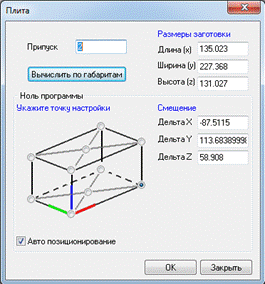 Плита
Размеры заготовки
Припуск 2
Длина (x) 135.023
Ширина (y) 227.368
Вычислить по габаритам
Высота (z) 131.027
Ноль программы
Укажите точку настройки
Смещение
Дельта X -87.5115
Дельта Y 113.6838999
Дельта Z 58.908
Авто позиционирование
OK
Закрыть